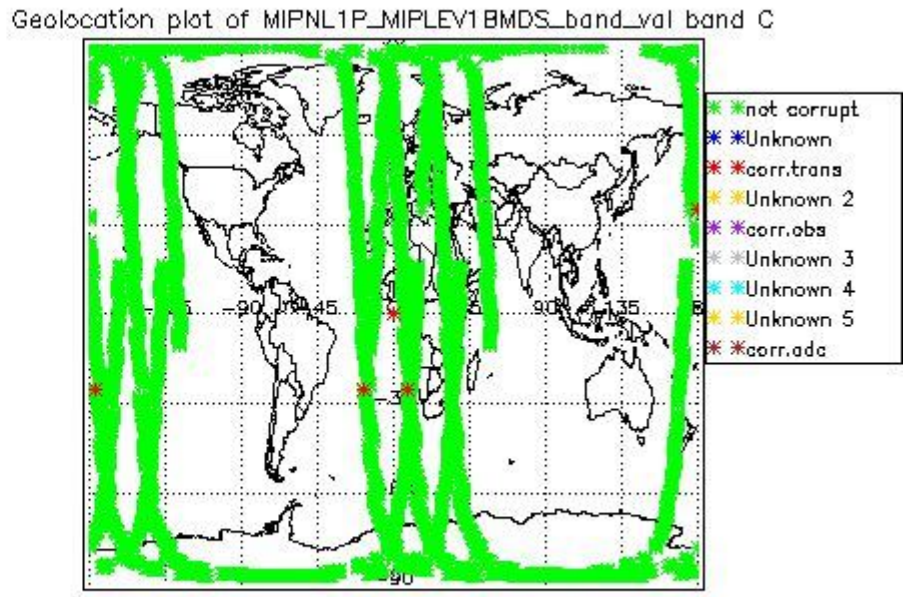 Geolocation plot of MIPNL1P_MIPLEV1BMDS_band_val band C
not corrupt
Unknown
corr.trans
Unknown 2
corr.obs
Unknown 3
Unknown 4
Unknown 5
corr.adc
-90
45
90
135
-90